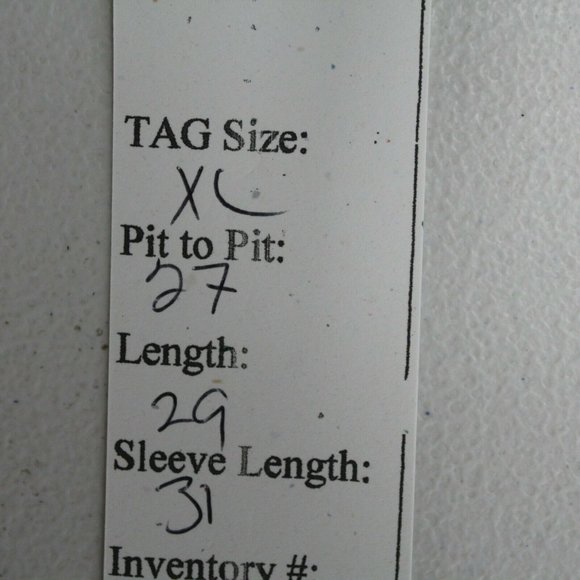 TAG Size:
XL
Pit to Pit:
27
Length:
29
Sleeve Length:
31
Inventory #: